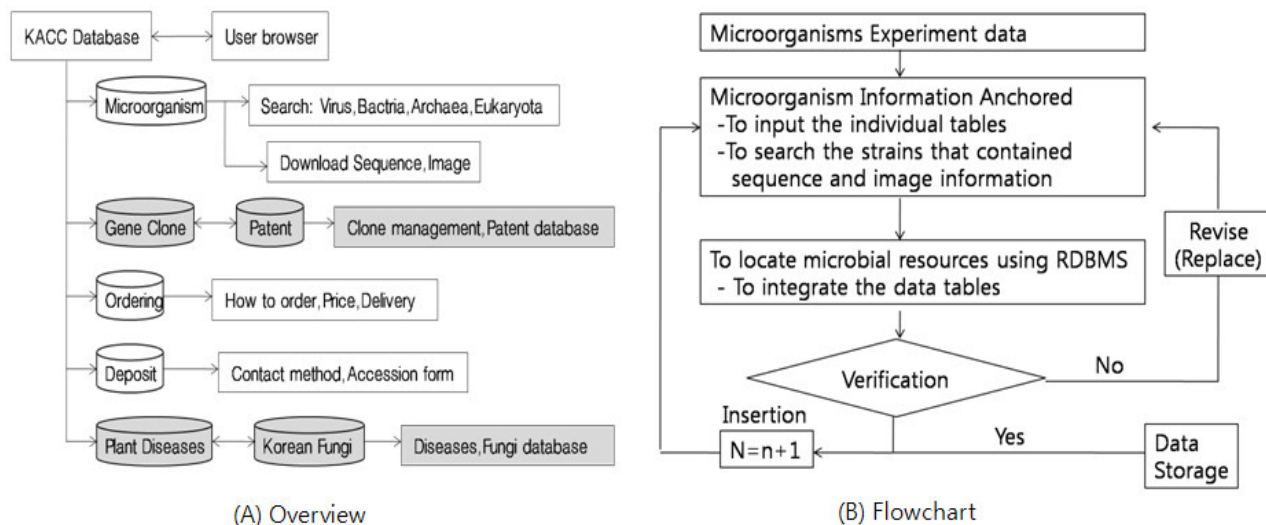 KACC Database
User browser
Microorganism
Search: Virus, Bactria, Archaea, Eukaryota
Download Sequence, Image
Gene Clone
Patent
Clone management, Patent database
Ordering
How to order, Price, Delivery
Deposit
Contact method, Accession form
Plant Diseases
Korean Fungi
Diseases, Fungi database
(A) Overview
Microorganisms Experiment data
Microorganism Information Anchored
-To input the individual tables
-To search the strains that contained
sequence and image information
To locate microbial resources using RDBMS
- To integrate the data tables
Revise
(Replace)
Verification
No
Insertion
N=n+1
Yes
Data
Storage
(B) Flowchart